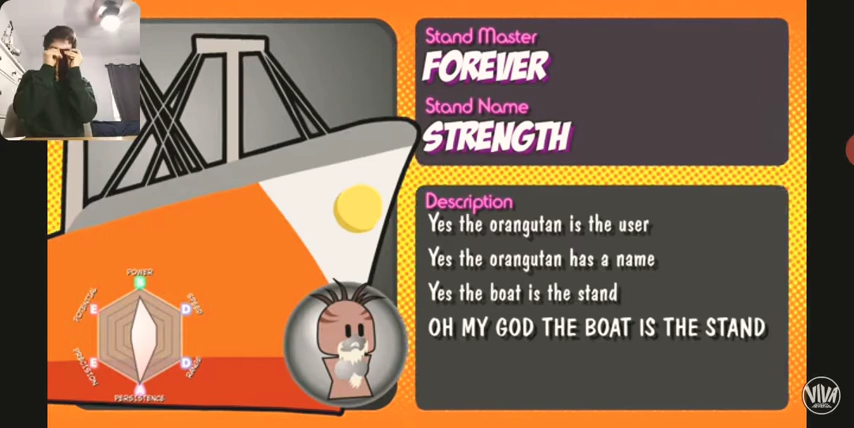 Stand Master
FOREVER
Stand Name
STRENGTH
Description
Yes the orangutan is the user
Yes the orangutan has a name
Yes the boat is the stand
OH MY GOD THE BOAT IS THE STAND
POWER
B
POTENTIAL
E
D
SPEED
PRECISION
E
D
RANGE
A
PERSISTENCE
VIVA